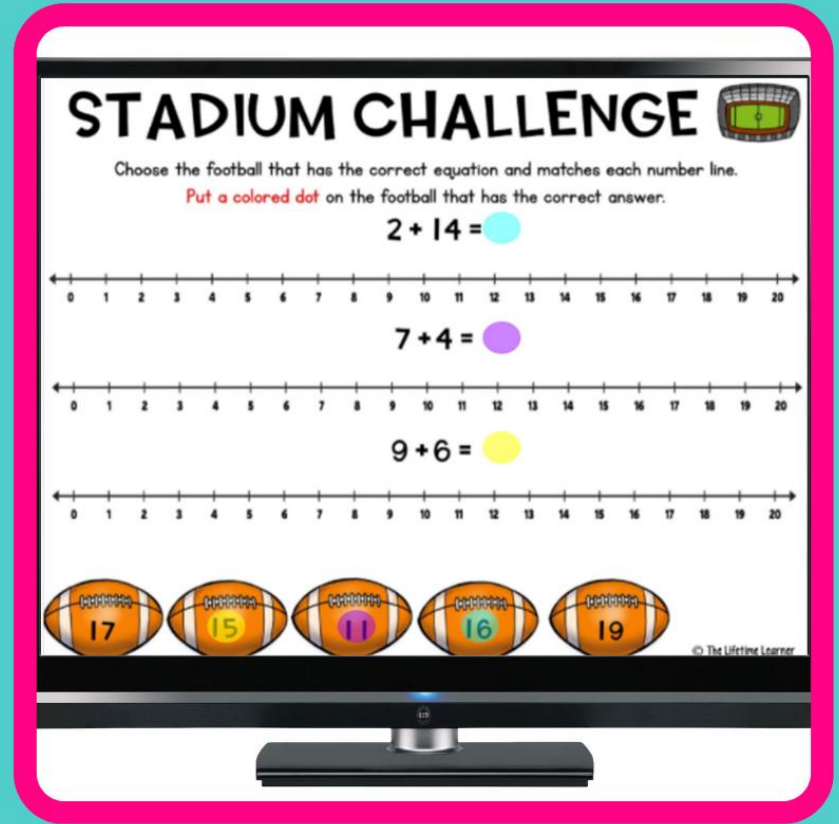 STADIUM CHALLENGE
Choose the football that has the correct equation and matches each number line.
Put a colored dot on the football that has the correct answer.
2 + 14 =
0 1 2 3 4 5 6 7 8 9 10 11 12 13 14 15 16 17 18 19 20
7 + 4 =
0 1 2 3 4 5 6 7 8 9 10 11 12 13 14 15 16 17 18 19 20
9 + 6 =
0 1 2 3 4 5 6 7 8 9 10 11 12 13 14 15 16 17 18 19 20
17 15 11 16 19
© The Lifetime Learner